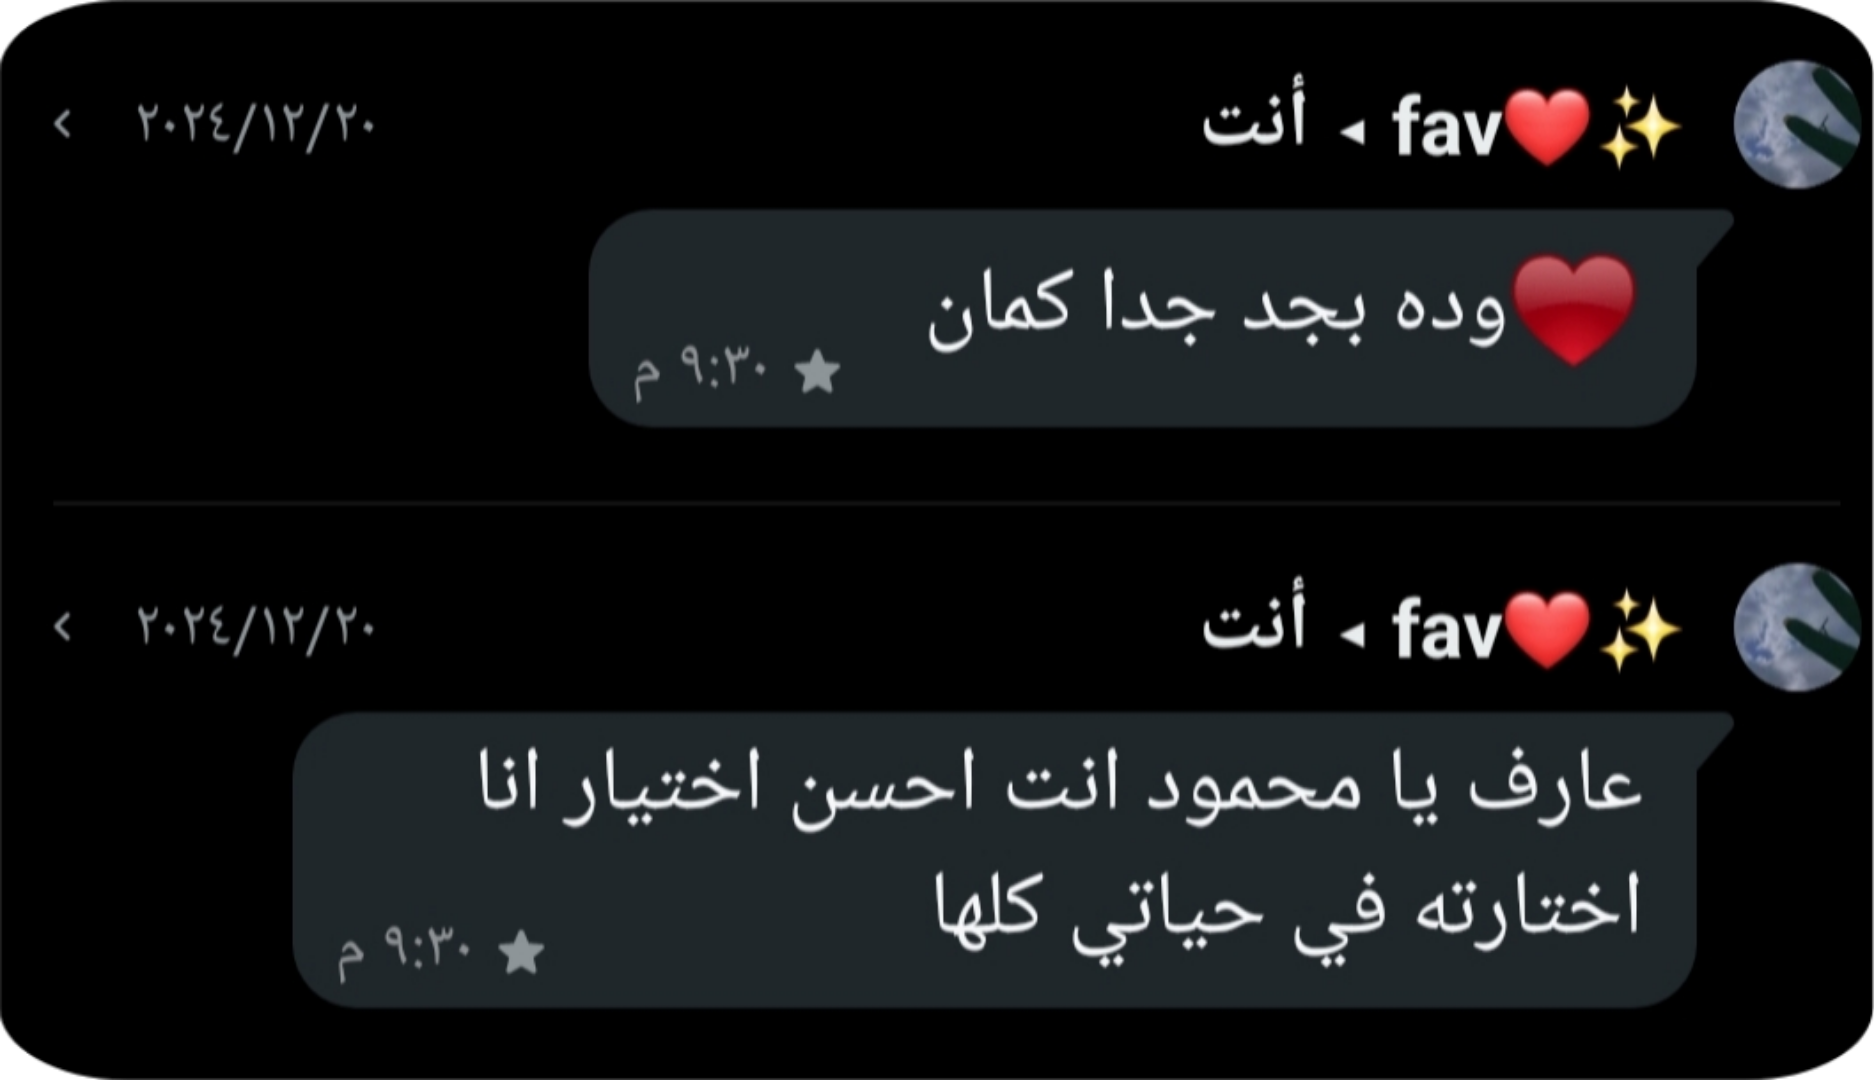 ✨❤️fav ◂ أنت
٢٠٢٤/١٢/٢٠
♥️وده بجد جدا كمان
٩:٣٠ م
✨❤️fav ◂ أنت
٢٠٢٤/١٢/٢٠
عارف يا محمود انت احسن اختيار انا
اختارته في حياتي كلها
٩:٣٠ م